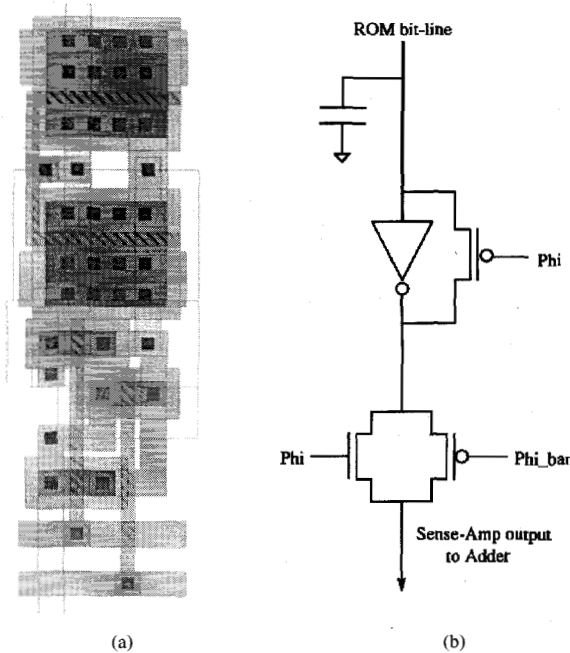 ROM bit-line
Phi
Phi
Phi_bar
Sense-Amp output
to Adder
(a)
(b)